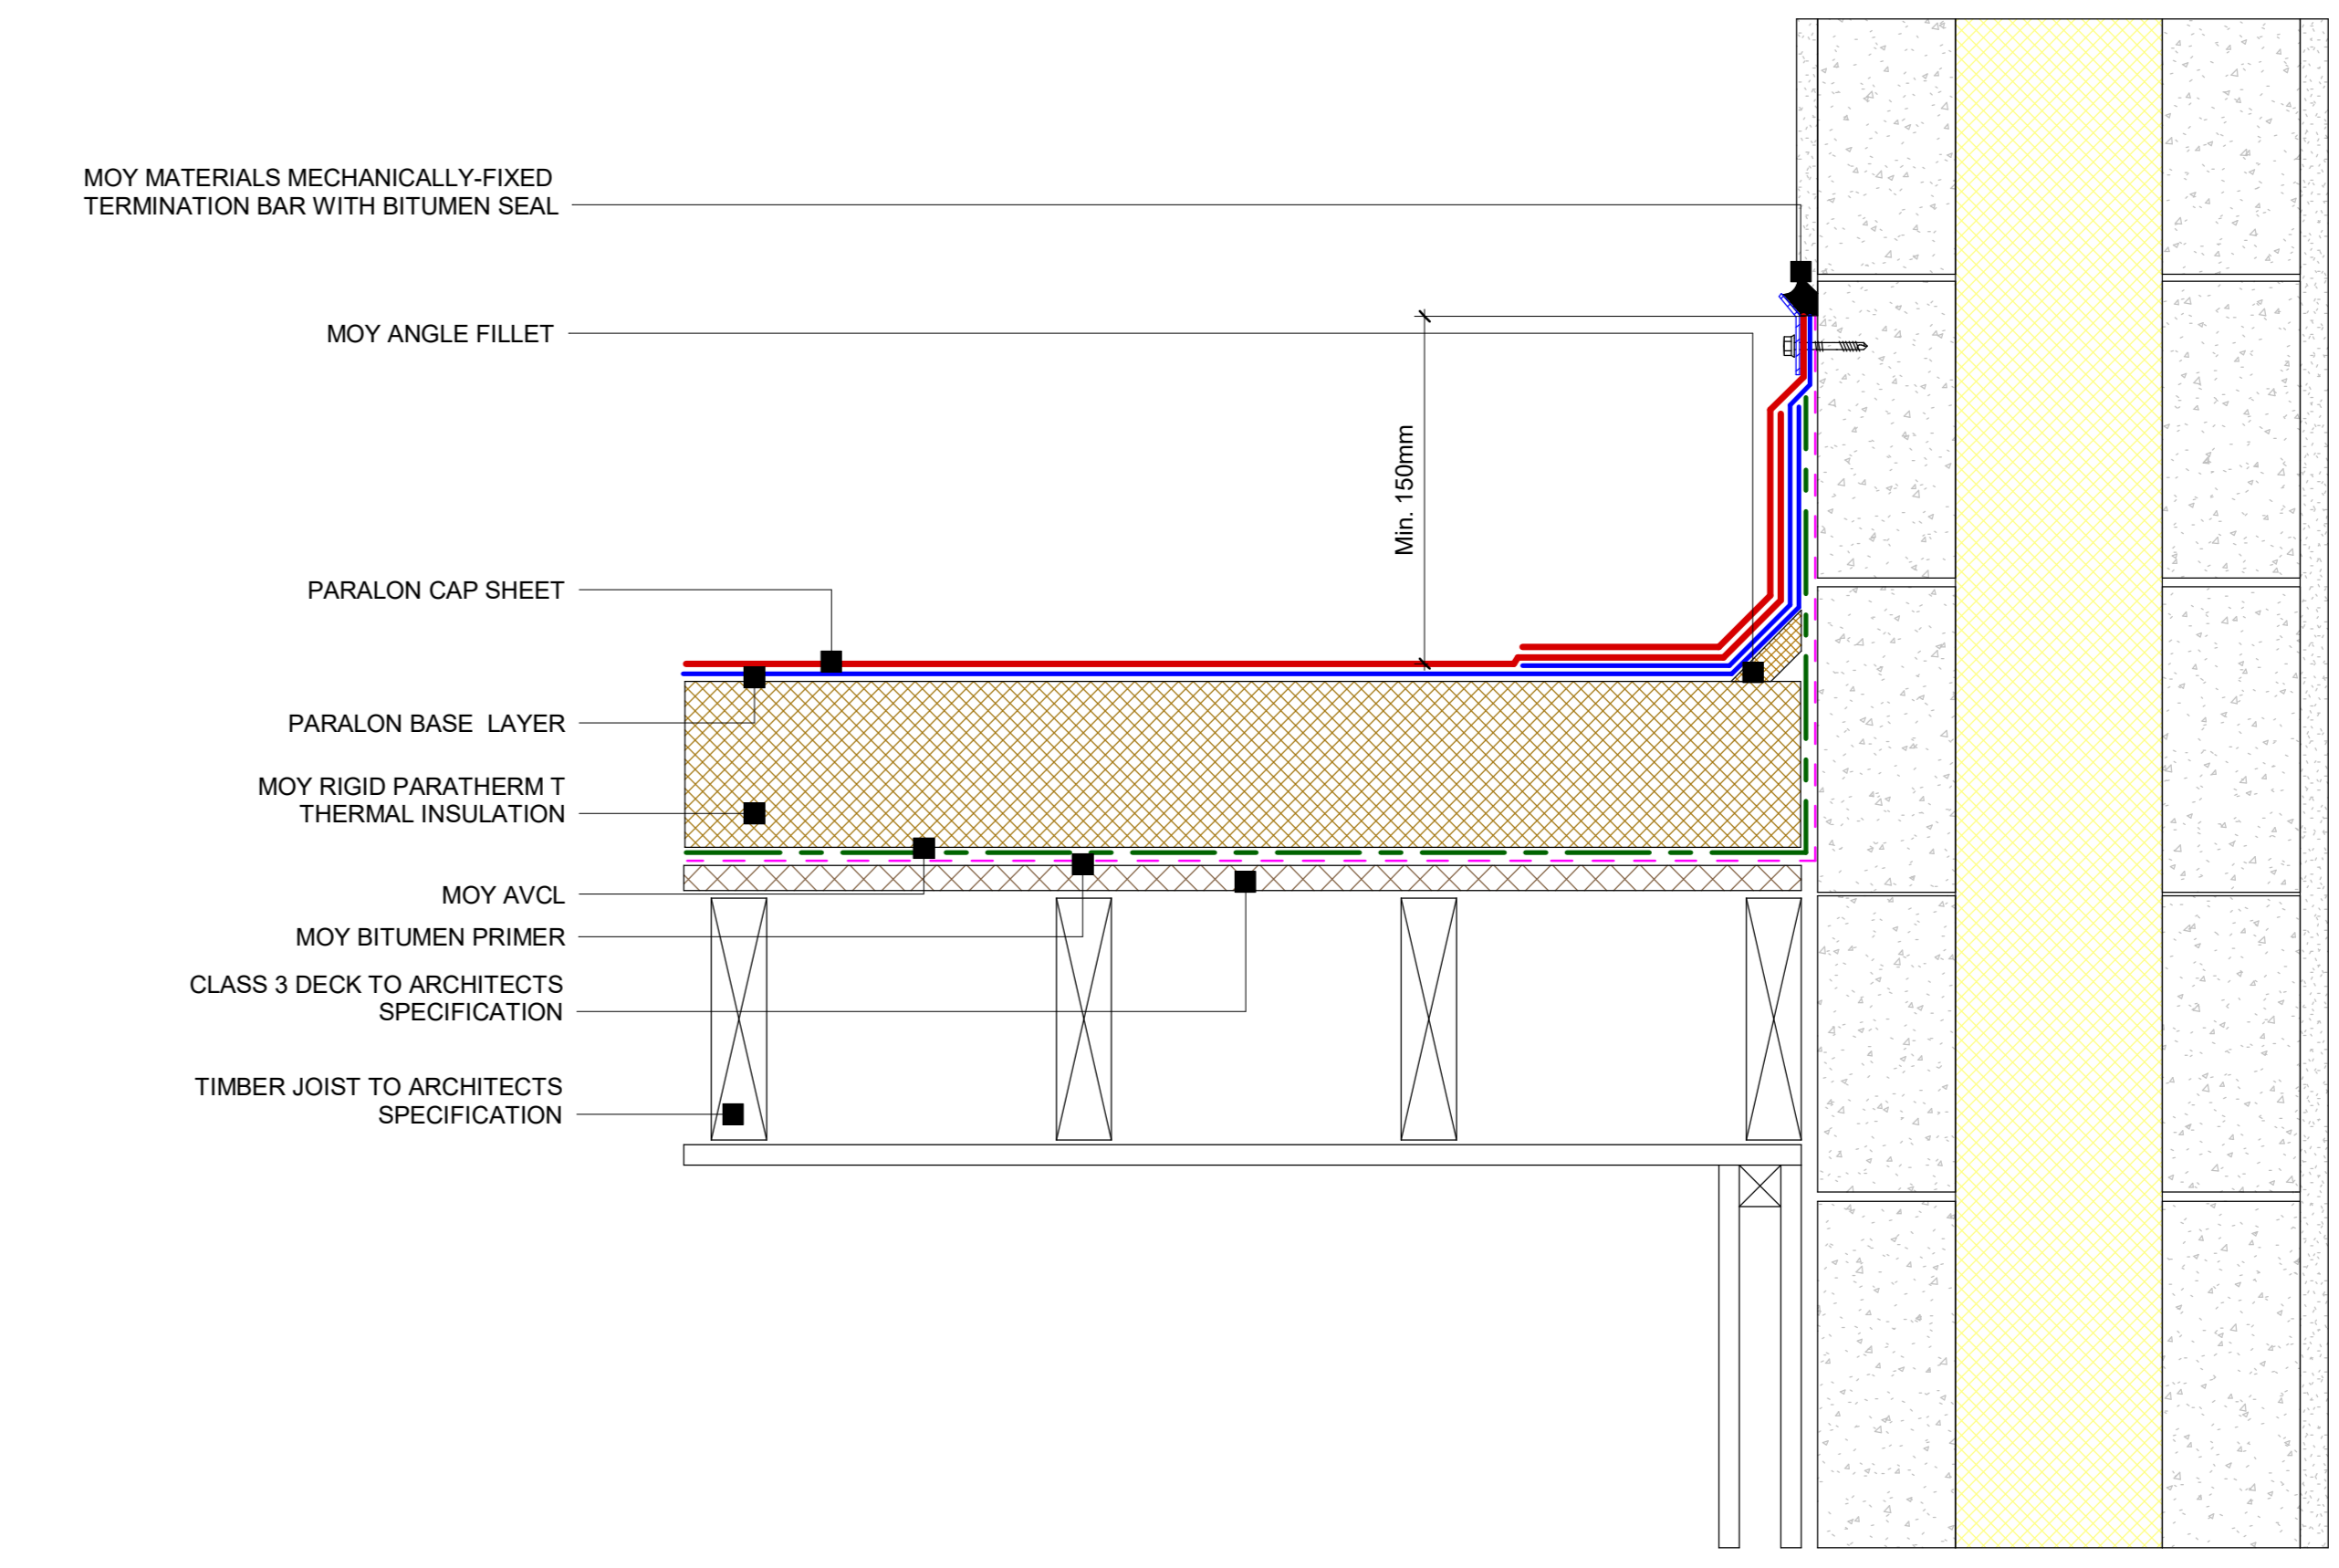 MOY MATERIALS MECHANICALLY-FIXED
TERMINATION BAR WITH BITUMEN SEAL
MOY ANGLE FILLET
Min. 150mm
PARALON CAP SHEET
PARALON BASE  LAYER
MOY RIGID PARATHERM T
THERMAL INSULATION
MOY AVCL
MOY BITUMEN PRIMER
CLASS 3 DECK TO ARCHITECTS
SPECIFICATION
TIMBER JOIST TO ARCHITECTS
SPECIFICATION